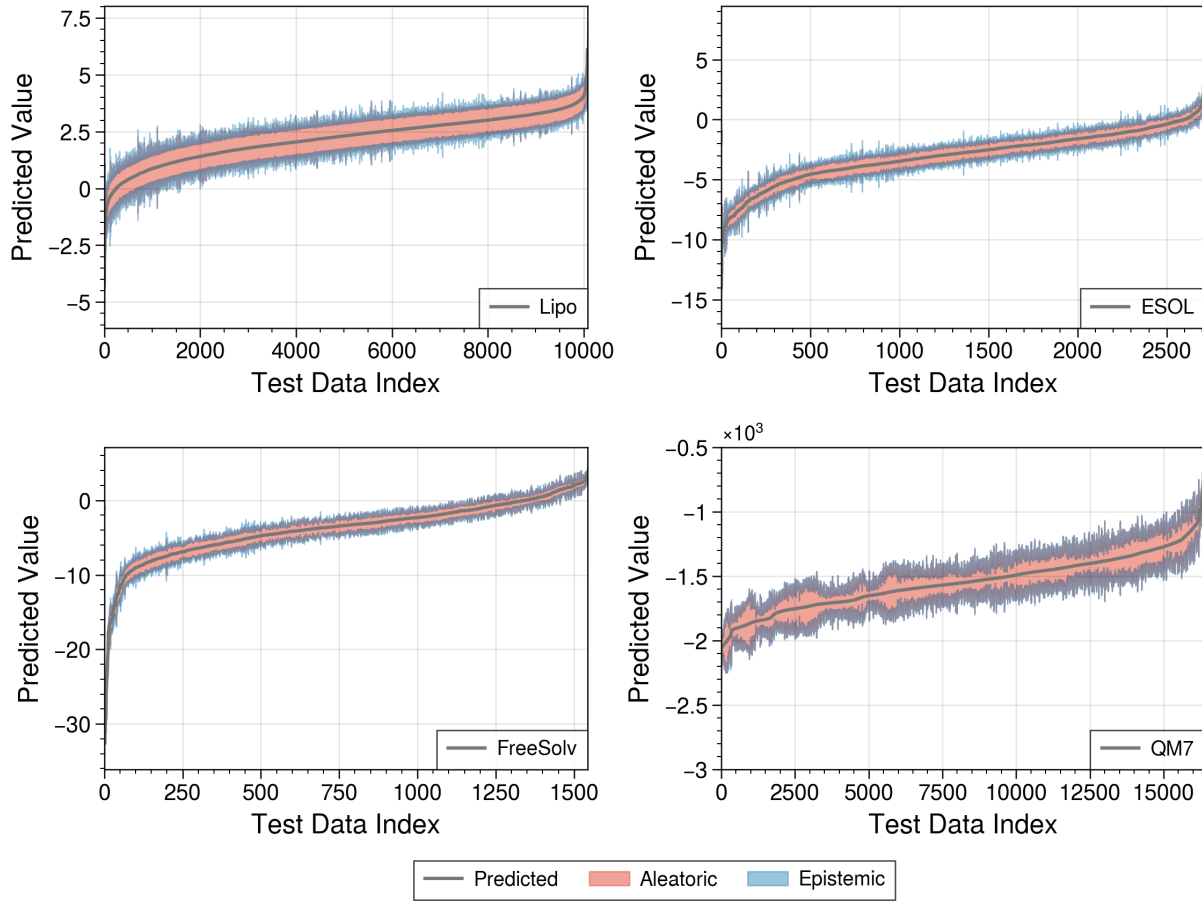 7.5
5
2.5
0
−2.5
−5
Predicted Value
Lipo
0 2000 4000 6000 8000 10000
Test Data Index
5
0
−5
−10
−15
Predicted Value
ESOL
0 500 1000 1500 2000 2500
Test Data Index
0
−10
−20
−30
Predicted Value
FreeSolv
0 250 500 750 1000 1250 1500
Test Data Index
×10³
−0.5
−1
−1.5
−2
−2.5
−3
Predicted Value
QM7
0 2500 5000 7500 10000 12500 15000
Test Data Index
Predicted Aleatoric Epistemic